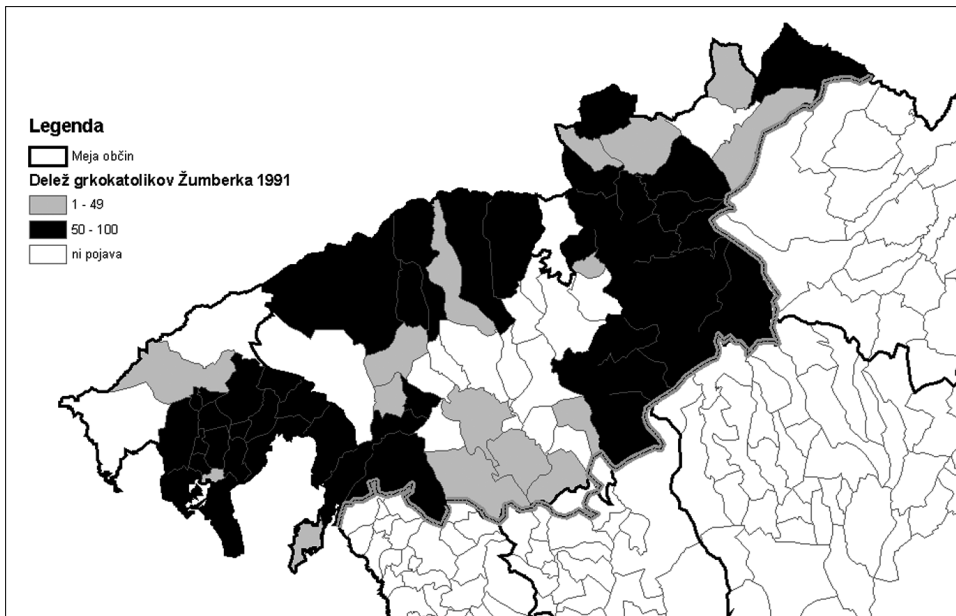 Legenda
Meja občin
Delež grkokatolikov Žumberka 1991
1 - 49
50 - 100
ni pojava